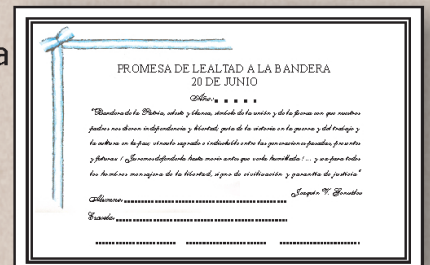 a
PROMESA DE LEALTAD A LA BANDERA
20 DE JUNIO
Año:.....
"Bandera de la Patria, celeste y blanca, símbolo de la unión y de la fuerza con que nuestros
padres nos dieron independencia y libertad; guía de la victoria en la guerra y del trabajo y
la cultura en la paz; vínculo sagrado e indisoluble entre las generaciones pasadas, presentes
y futuras: ¡ Juremos defenderla hasta morir antes que verla humillada ! ... y sea para todos
los hombres mensajera de la libertad, signo de civilización y garantía de justicia"
Joaquín V. González
Alumno:
Escuela: